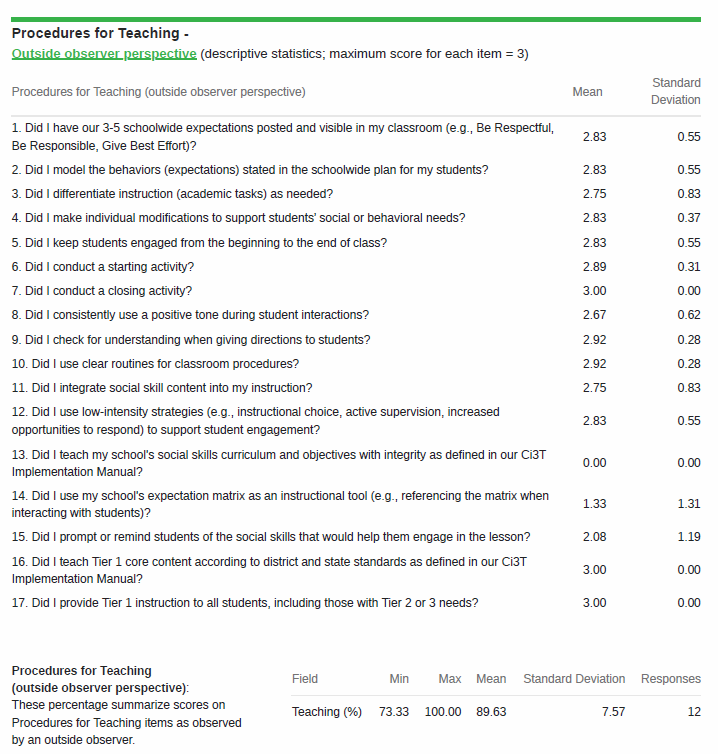 Procedures for Teaching -
Outside observer perspective (descriptive statistics; maximum score for each item = 3)
Procedures for Teaching (outside observer perspective) Mean Standard Deviation
1. Did I have our 3-5 schoolwide expectations posted and visible in my classroom (e.g., Be Respectful,
Be Responsible, Give Best Effort)? 2.83 0.55
2. Did I model the behaviors (expectations) stated in the schoolwide plan for my students? 2.83 0.55
3. Did I differentiate instruction (academic tasks) as needed? 2.75 0.83
4. Did I make individual modifications to support students' social or behavioral needs? 2.83 0.37
5. Did I keep students engaged from the beginning to the end of class? 2.83 0.55
6. Did I conduct a starting activity? 2.89 0.31
7. Did I conduct a closing activity? 3.00 0.00
8. Did I consistently use a positive tone during student interactions? 2.67 0.62
9. Did I check for understanding when giving directions to students? 2.92 0.28
10. Did I use clear routines for classroom procedures? 2.92 0.28
11. Did I integrate social skill content into my instruction? 2.75 0.83
12. Did I use low-intensity strategies (e.g., instructional choice, active supervision, increased
opportunities to respond) to support student engagement? 2.83 0.55
13. Did I teach my school's social skills curriculum and objectives with integrity as defined in our Ci3T
Implementation Manual? 0.00 0.00
14. Did I use my school's expectation matrix as an instructional tool (e.g., referencing the matrix when
interacting with students)? 1.33 1.31
15. Did I prompt or remind students of the social skills that would help them engage in the lesson? 2.08 1.19
16. Did I teach Tier 1 core content according to district and state standards as defined in our Ci3T
Implementation Manual? 3.00 0.00
17. Did I provide Tier 1 instruction to all students, including those with Tier 2 or 3 needs? 3.00 0.00
Procedures for Teaching
(outside observer perspective):
These percentage summarize scores on
Procedures for Teaching items as observed
by an outside observer.
Field Min Max Mean Standard Deviation Responses
Teaching (%) 73.33 100.00 89.63 7.57 12